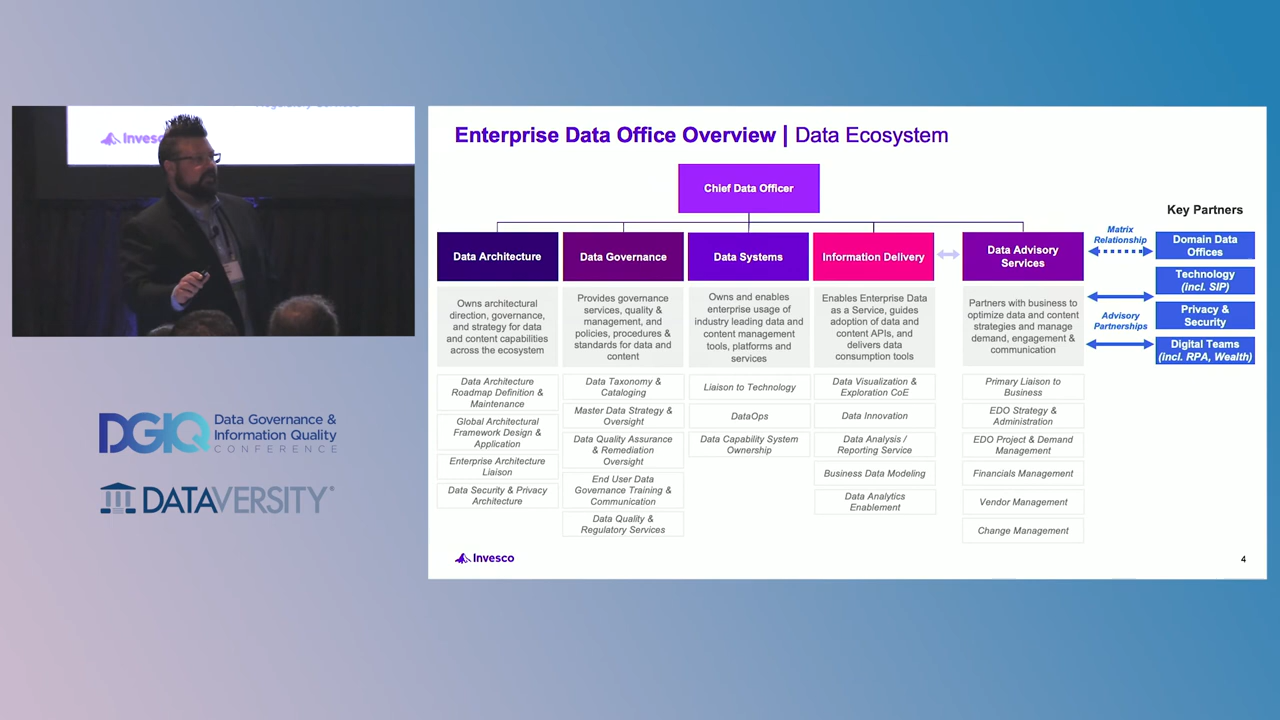 Invesco
DGIQ
Data Governance &
Information Quality
CONFERENCE
DATAVERSITY
Enterprise Data Office Overview | Data Ecosystem
Chief Data Officer
Data Architecture
Owns architectural
direction, governance,
and strategy for data
and content capabilities
across the ecosystem
Data Architecture
Roadmap Definition &
Maintenance
Global Architectural
Framework Design &
Application
Enterprise Architecture
Liaison
Data Security & Privacy
Architecture
Data Governance
Provides governance
services, quality &
management, and
policies, procedures &
standards for data and
content
Data Taxonomy &
Cataloging
Master Data Strategy &
Oversight
Data Quality Assurance
& Remediation
Oversight
End User Data
Governance Training &
Communication
Data Quality &
Regulatory Services
Data Systems
Owns and enables
enterprise usage of
industry leading data and
content management
tools, platforms and
services
Liaison to Technology
DataOps
Data Capability System
Ownership
Information Delivery
Enables Enterprise Data
as a Service, guides
adoption of data and
content APIs, and
delivers data
consumption tools
Data Visualization &
Exploration CoE
Data Innovation
Data Analysis /
Reporting Service
Business Data Modeling
Data Analytics
Enablement
Data Advisory
Services
Partners with business to
optimize data and content
strategies and manage
demand, engagement &
communication
Primary Liaison to
Business
EDO Strategy &
Administration
EDO Project & Demand
Management
Financials Management
Vendor Management
Change Management
Matrix
Relationship
Advisory
Partnerships
Key Partners
Domain Data
Offices
Technology
(incl. SIP)
Privacy &
Security
Digital Teams
(incl. RPA, Wealth)
Invesco
4